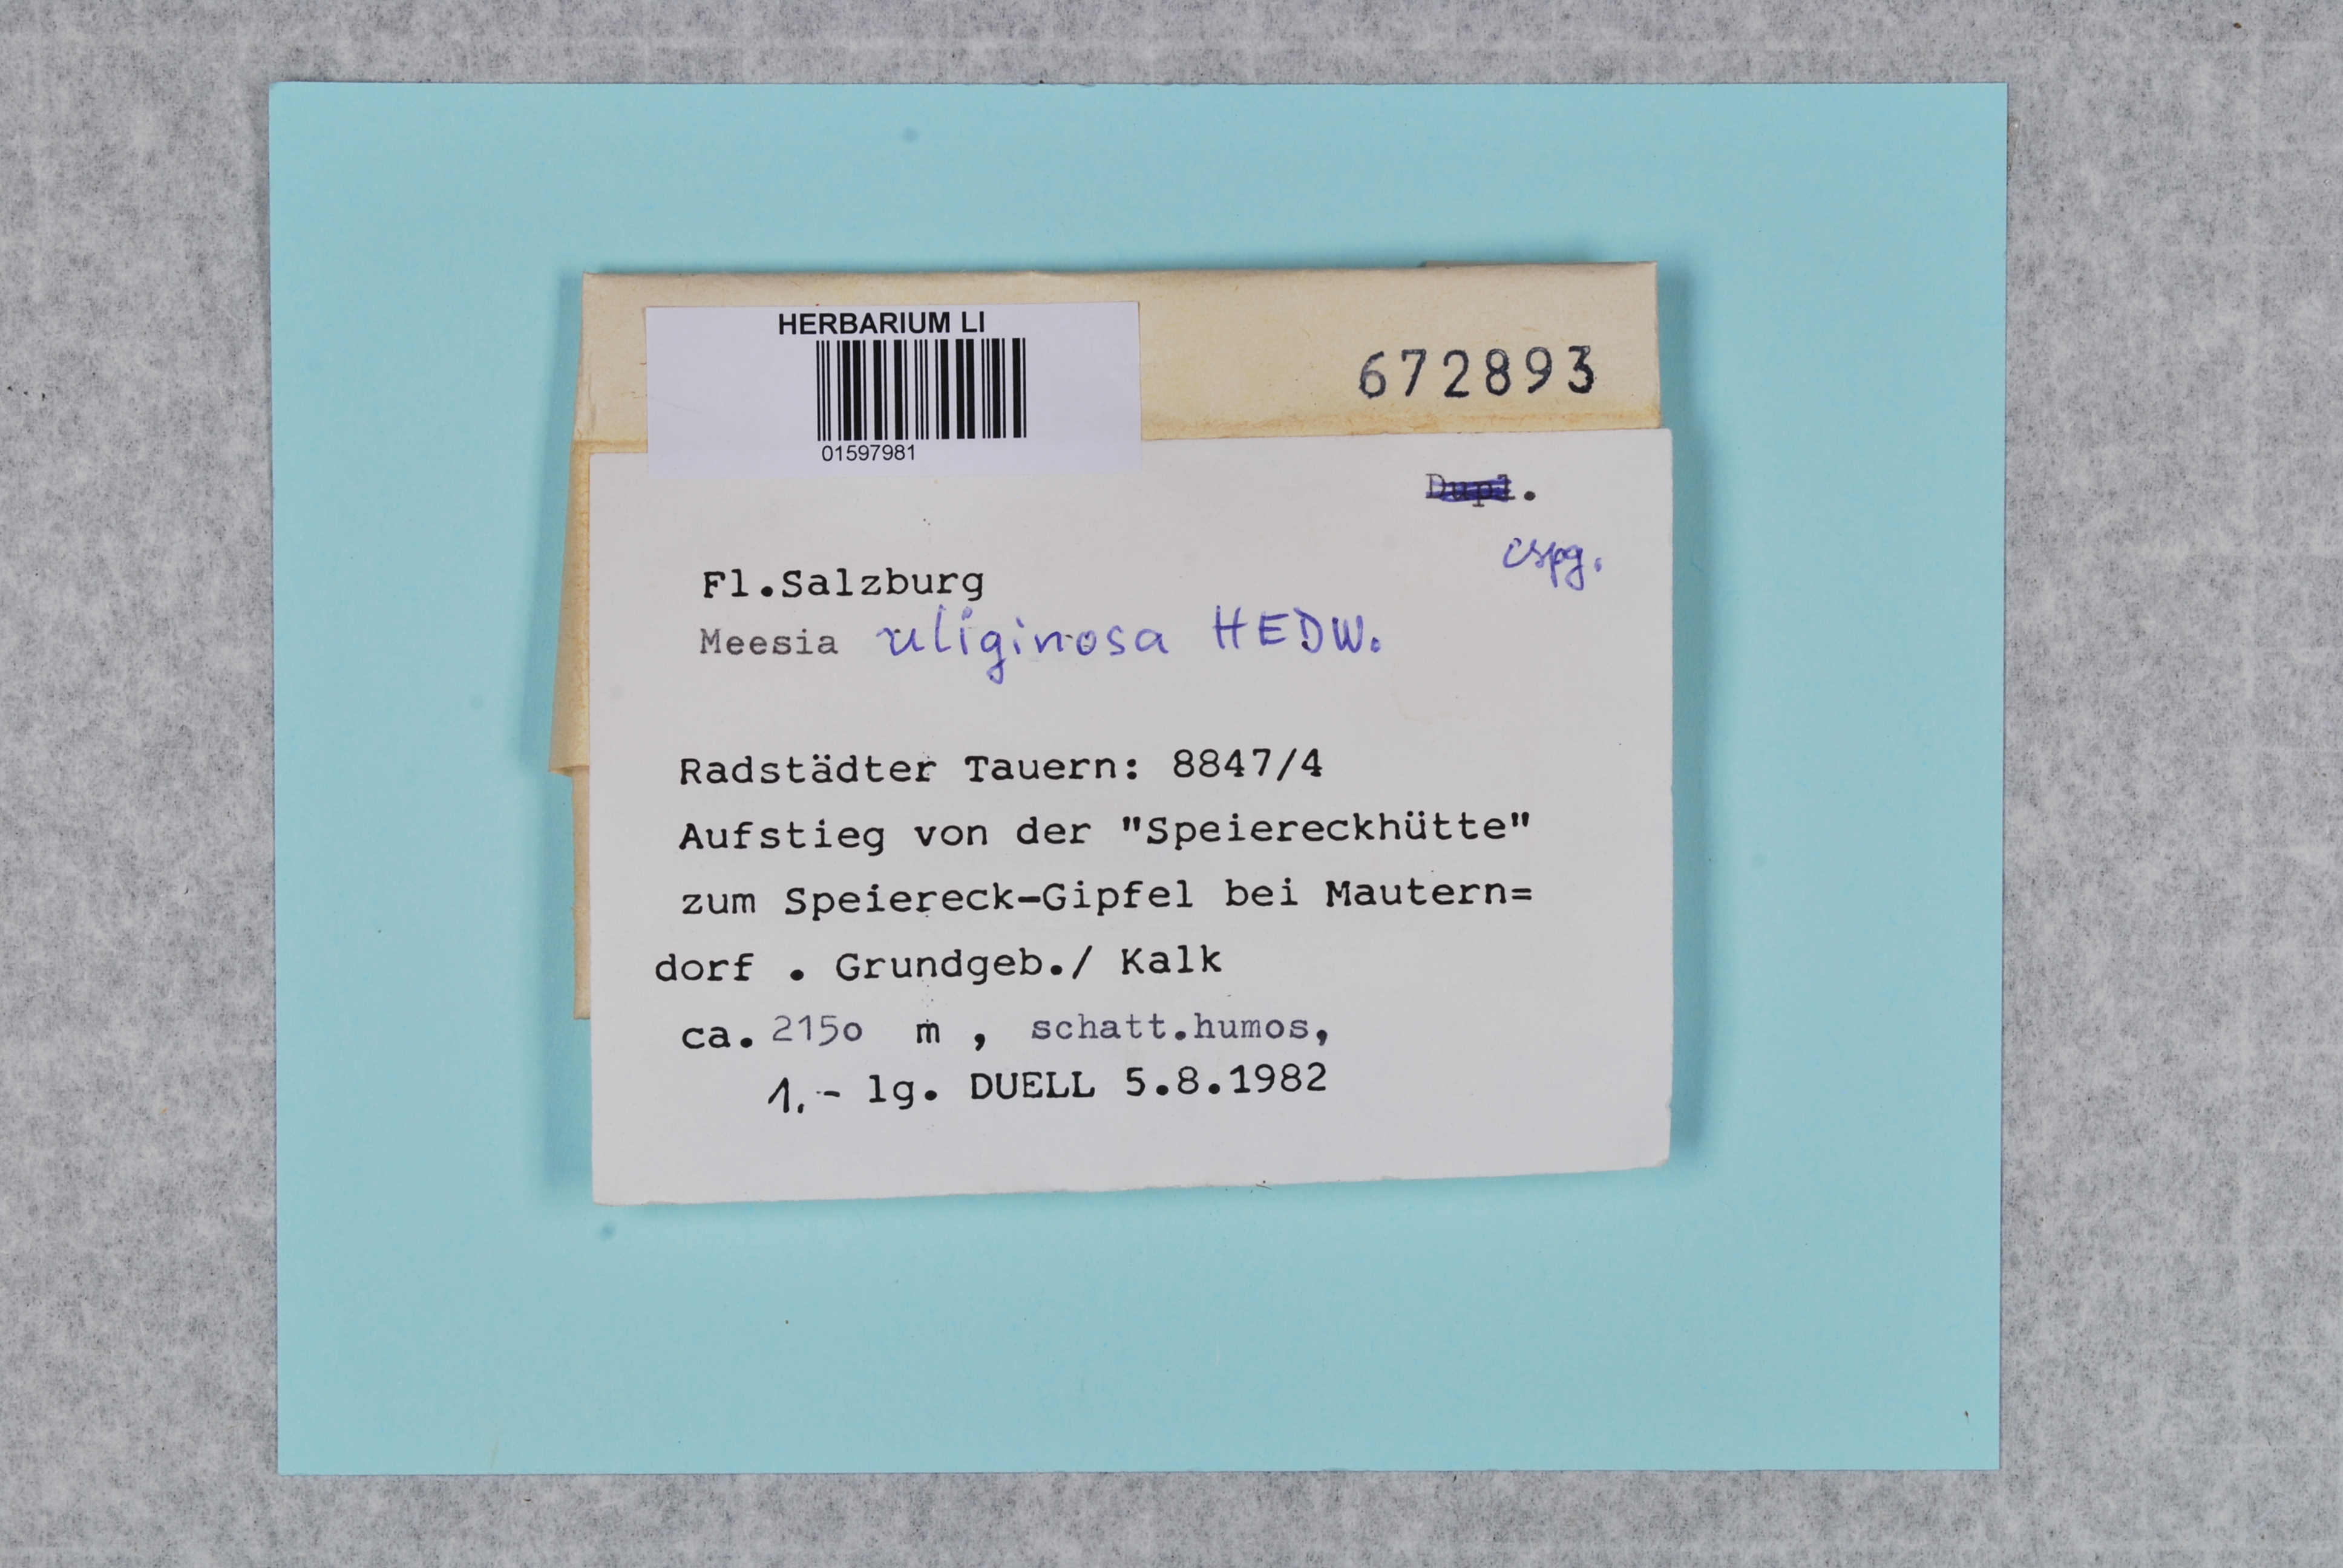 HERBARIUM LI
01597981
672893
Dupl.
cspg.
Fl.Salzburg
Meesia uliginosa HEDW.
Radstädter Tauern: 8847/4
Aufstieg von der "Speiereckhütte"
zum Speiereck-Gipfel bei Mautern=
dorf . Grundgeb./ Kalk
ca. 215o m , schatt.humos,
1.- lg. DUELL 5.8.1982